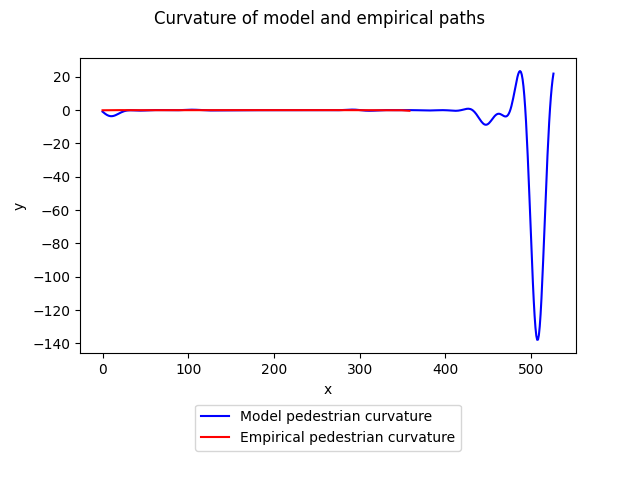 Curvature of model and empirical paths
20
0
−20
−40
−60
−80
−100
−120
−140
y
0 100 200 300 400 500
x
Model pedestrian curvature
Empirical pedestrian curvature